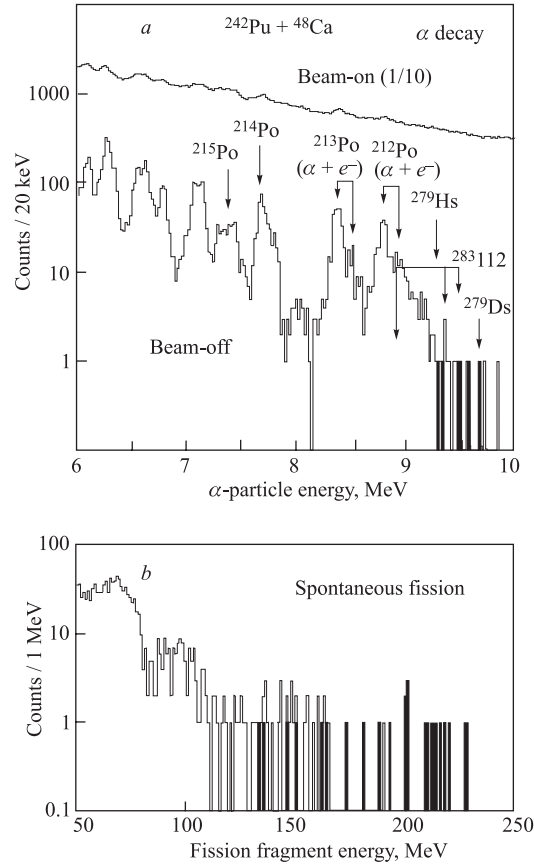 a
²⁴²Pu + ⁴⁸Ca
α decay
Beam-on (1/10)
1000
²¹⁵Po
²¹⁴Po
²¹³Po
(α + e⁻)
²¹²Po
(α + e⁻)
²⁷⁹Hs
²⁸³112
²⁷⁹Ds
100
10
1
Counts / 20 keV
Beam-off
6 7 8 9 10
α-particle energy, MeV
100
b
Spontaneous fission
10
1
0.1
Counts / 1 MeV
50 100 150 200 250
Fission fragment energy, MeV